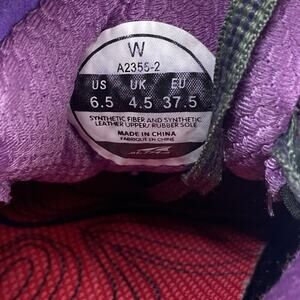 W
A2355-2
US UK EU
6.5 4.5 37.5
SYNTHETIC FIBER AND SYNTHETIC
LEATHER UPPER/ RUBBER SOLE
MADE IN CHINA
FABRIQUE EN CHINE